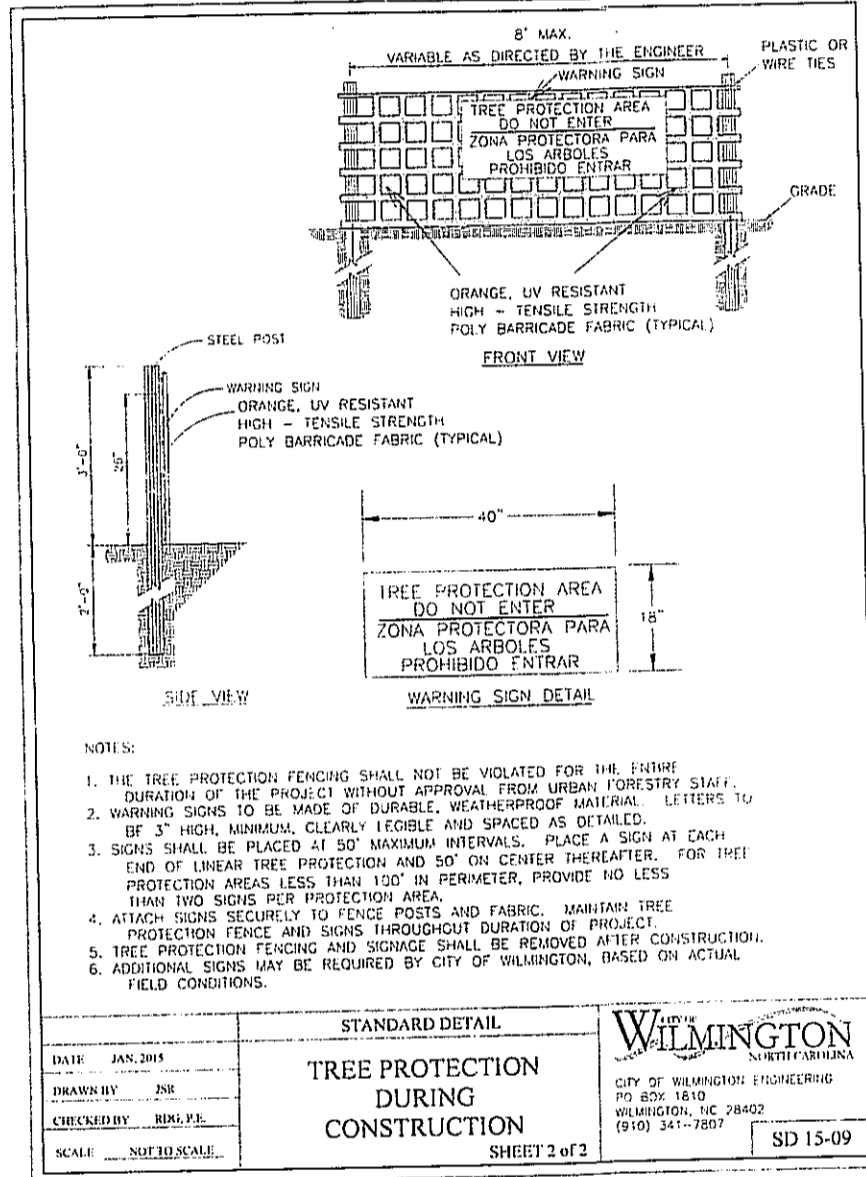 8' MAX.
VARIABLE AS DIRECTED BY THE ENGINEER
PLASTIC OR
WIRE TIES
WARNING SIGN
TREE PROTECTION AREA
DO NOT ENTER
ZONA PROTECTORA PARA
LOS ARBOLES
PROHIBIDO ENTRAR
GRADE
ORANGE, UV RESISTANT
HIGH - TENSILE STRENGTH
POLY BARRICADE FABRIC (TYPICAL)
FRONT VIEW
STEEL POST
WARNING SIGN
ORANGE, UV RESISTANT
HIGH - TENSILE STRENGTH
POLY BARRICADE FABRIC (TYPICAL)
2'-0"
SIDE VIEW
40"
TREE PROTECTION AREA
DO NOT ENTER
ZONA PROTECTORA PARA
LOS ARBOLES
PROHIBIDO ENTRAR
18"
WARNING SIGN DETAIL
NOTES:
1. THE TREE PROTECTION FENCING SHALL NOT BE VIOLATED FOR THE ENTIRE
DURATION OF THE PROJECT WITHOUT APPROVAL FROM URBAN FORESTRY STAFF.
2. WARNING SIGNS TO BE MADE OF DURABLE, WEATHERPROOF MATERIAL. LETTERS TO
BE 3" HIGH, MINIMUM, CLEARLY LEGIBLE AND SPACED AS DETAILED.
3. SIGNS SHALL BE PLACED AT 50' MAXIMUM INTERVALS. PLACE A SIGN AT EACH
END OF LINEAR TREE PROTECTION AND 50' ON CENTER THEREAFTER. FOR TREE
PROTECTION AREAS LESS THAN 100' IN PERIMETER, PROVIDE NO LESS
THAN TWO SIGNS PER PROTECTION AREA.
4. ATTACH SIGNS SECURELY TO FENCE POSTS AND FABRIC. MAINTAIN TREE
PROTECTION FENCE AND SIGNS THROUGHOUT DURATION OF PROJECT.
5. TREE PROTECTION FENCING AND SIGNAGE SHALL BE REMOVED AFTER CONSTRUCTION.
6. ADDITIONAL SIGNS MAY BE REQUIRED BY CITY OF WILMINGTON, BASED ON ACTUAL
FIELD CONDITIONS.
DATE JAN, 2015
DRAWN BY JSR
CHECKED BY RDG, P.E.
SCALE NOT TO SCALE
STANDARD DETAIL
TREE PROTECTION
DURING
CONSTRUCTION
SHEET 2 of 2
CITY OF
WILMINGTON
NORTH CAROLINA
CITY OF WILMINGTON ENGINEERING
PO BOX 1810
WILMINGTON, NC 28402
(910) 341-7807
SD 15-09